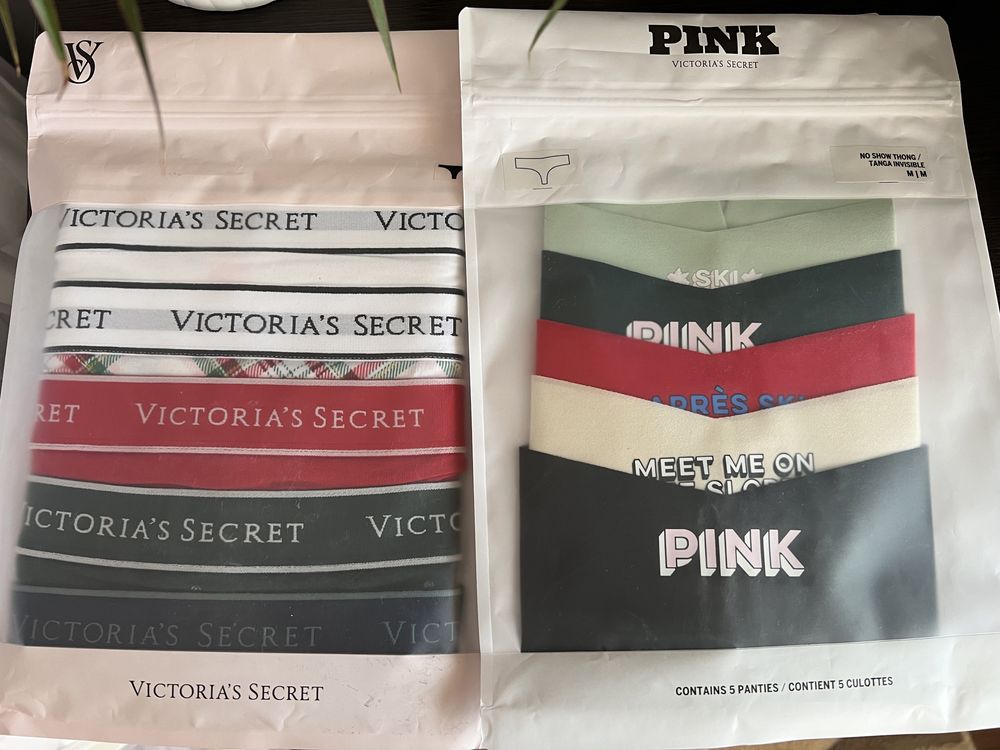 VS
VICTORIA'S SECRET VICTO
CRET VICTORIA'S SECRET
RET VICTORIA'S SECRET
VICTORIA'S SECRET VICTO
VICTORIA'S SECRET VICT
VICTORIA'S SECRET
PINK
VICTORIA'S SECRET
NO SHOW THONG /
TANGA INVISIBLE
M | M
SKI
PINK
APRÈS SKI
MEET ME ON
PINK
CONTAINS 5 PANTIES / CONTIENT 5 CULOTTES